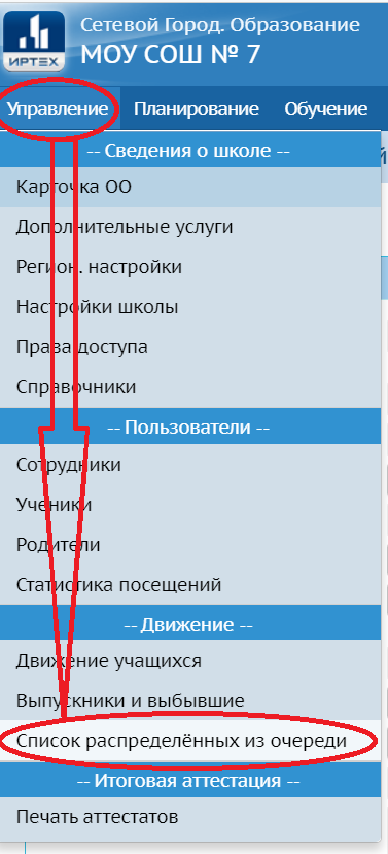 Сетевой Город. Образование
ИРТЕХ
МОУ СОШ № 7
Управление Планирование Обучение
-- Сведения о школе --
й
Карточка ОО
Дополнительные услуги
Регион. настройки
Настройки школы
Права доступа
Справочники
-- Пользователи --
Сотрудники
Ученики
Родители
Статистика посещений
-- Движение --
Движение учащихся
Выпускники и выбывшие
Список распределённых из очереди
-- Итоговая аттестация --
Печать аттестатов